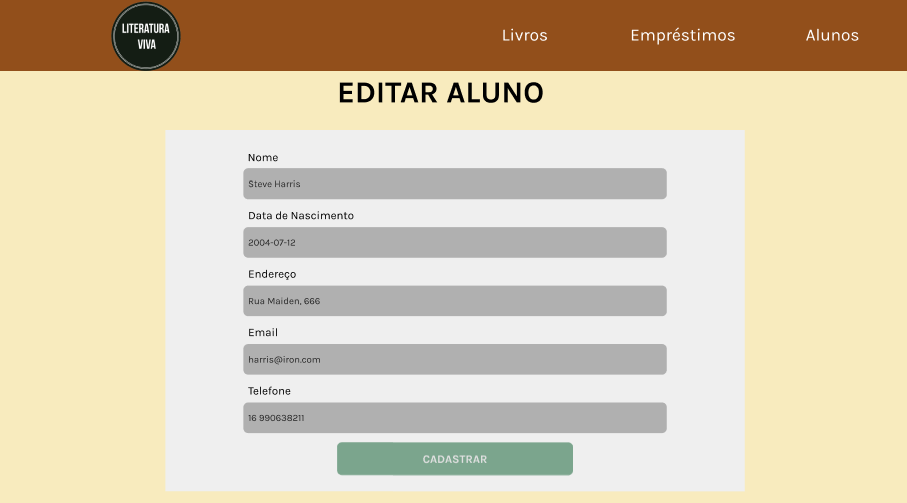 LITERATURA
VIVA
Livros
Empréstimos
Alunos
EDITAR ALUNO
Nome
Steve Harris
Data de Nascimento
2004-07-12
Endereço
Rua Maiden, 666
Email
harris@iron.com
Telefone
16 990638211
CADASTRAR